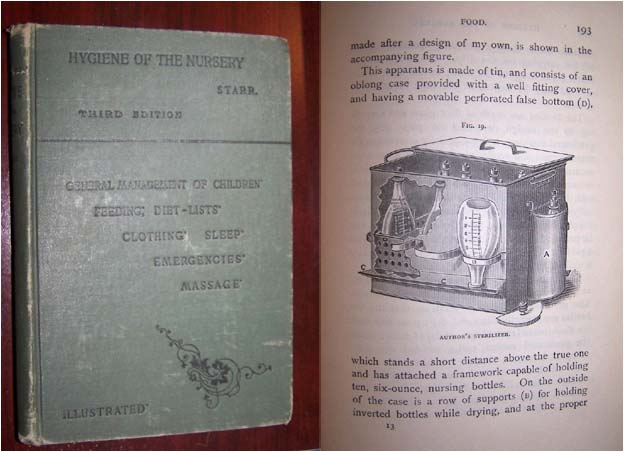 HYGIENE OF THE NURSERY
STARR.
THIRD EDITION
GENERAL MANAGEMENT OF CHILDREN
FEEDING, DIET-LISTS
CLOTHING SLEEP
EMERGENCIES
MASSAGE
ILLUSTRATED
FOOD. 193
made after a design of my own, is shown in the
accompanying figure.
This apparatus is made of tin, and consists of an
oblong case provided with a well fitting cover,
and having a movable perforated false bottom (D),
FIG. 19.
A
C
C
AUTHOR'S STERILIZER.
which stands a short distance above the true one
and has attached a framework capable of holding
ten, six-ounce, nursing bottles. On the outside
of the case is a row of supports (B) for holding
inverted bottles while drying, and at the proper
13